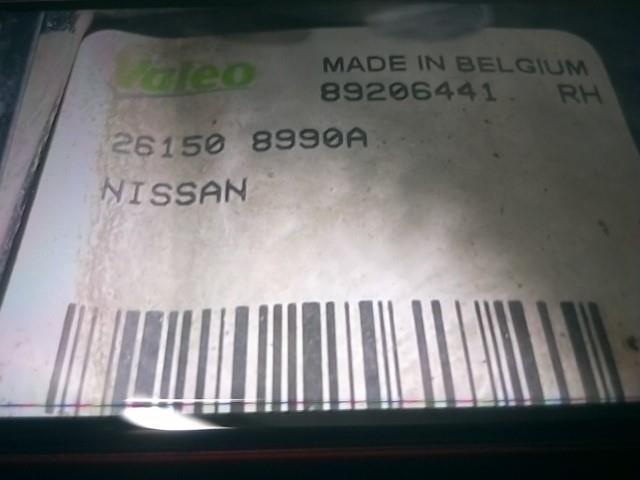 Valeo MADE IN BELGIUM
89206441 RH
26150 8990A
NISSAN